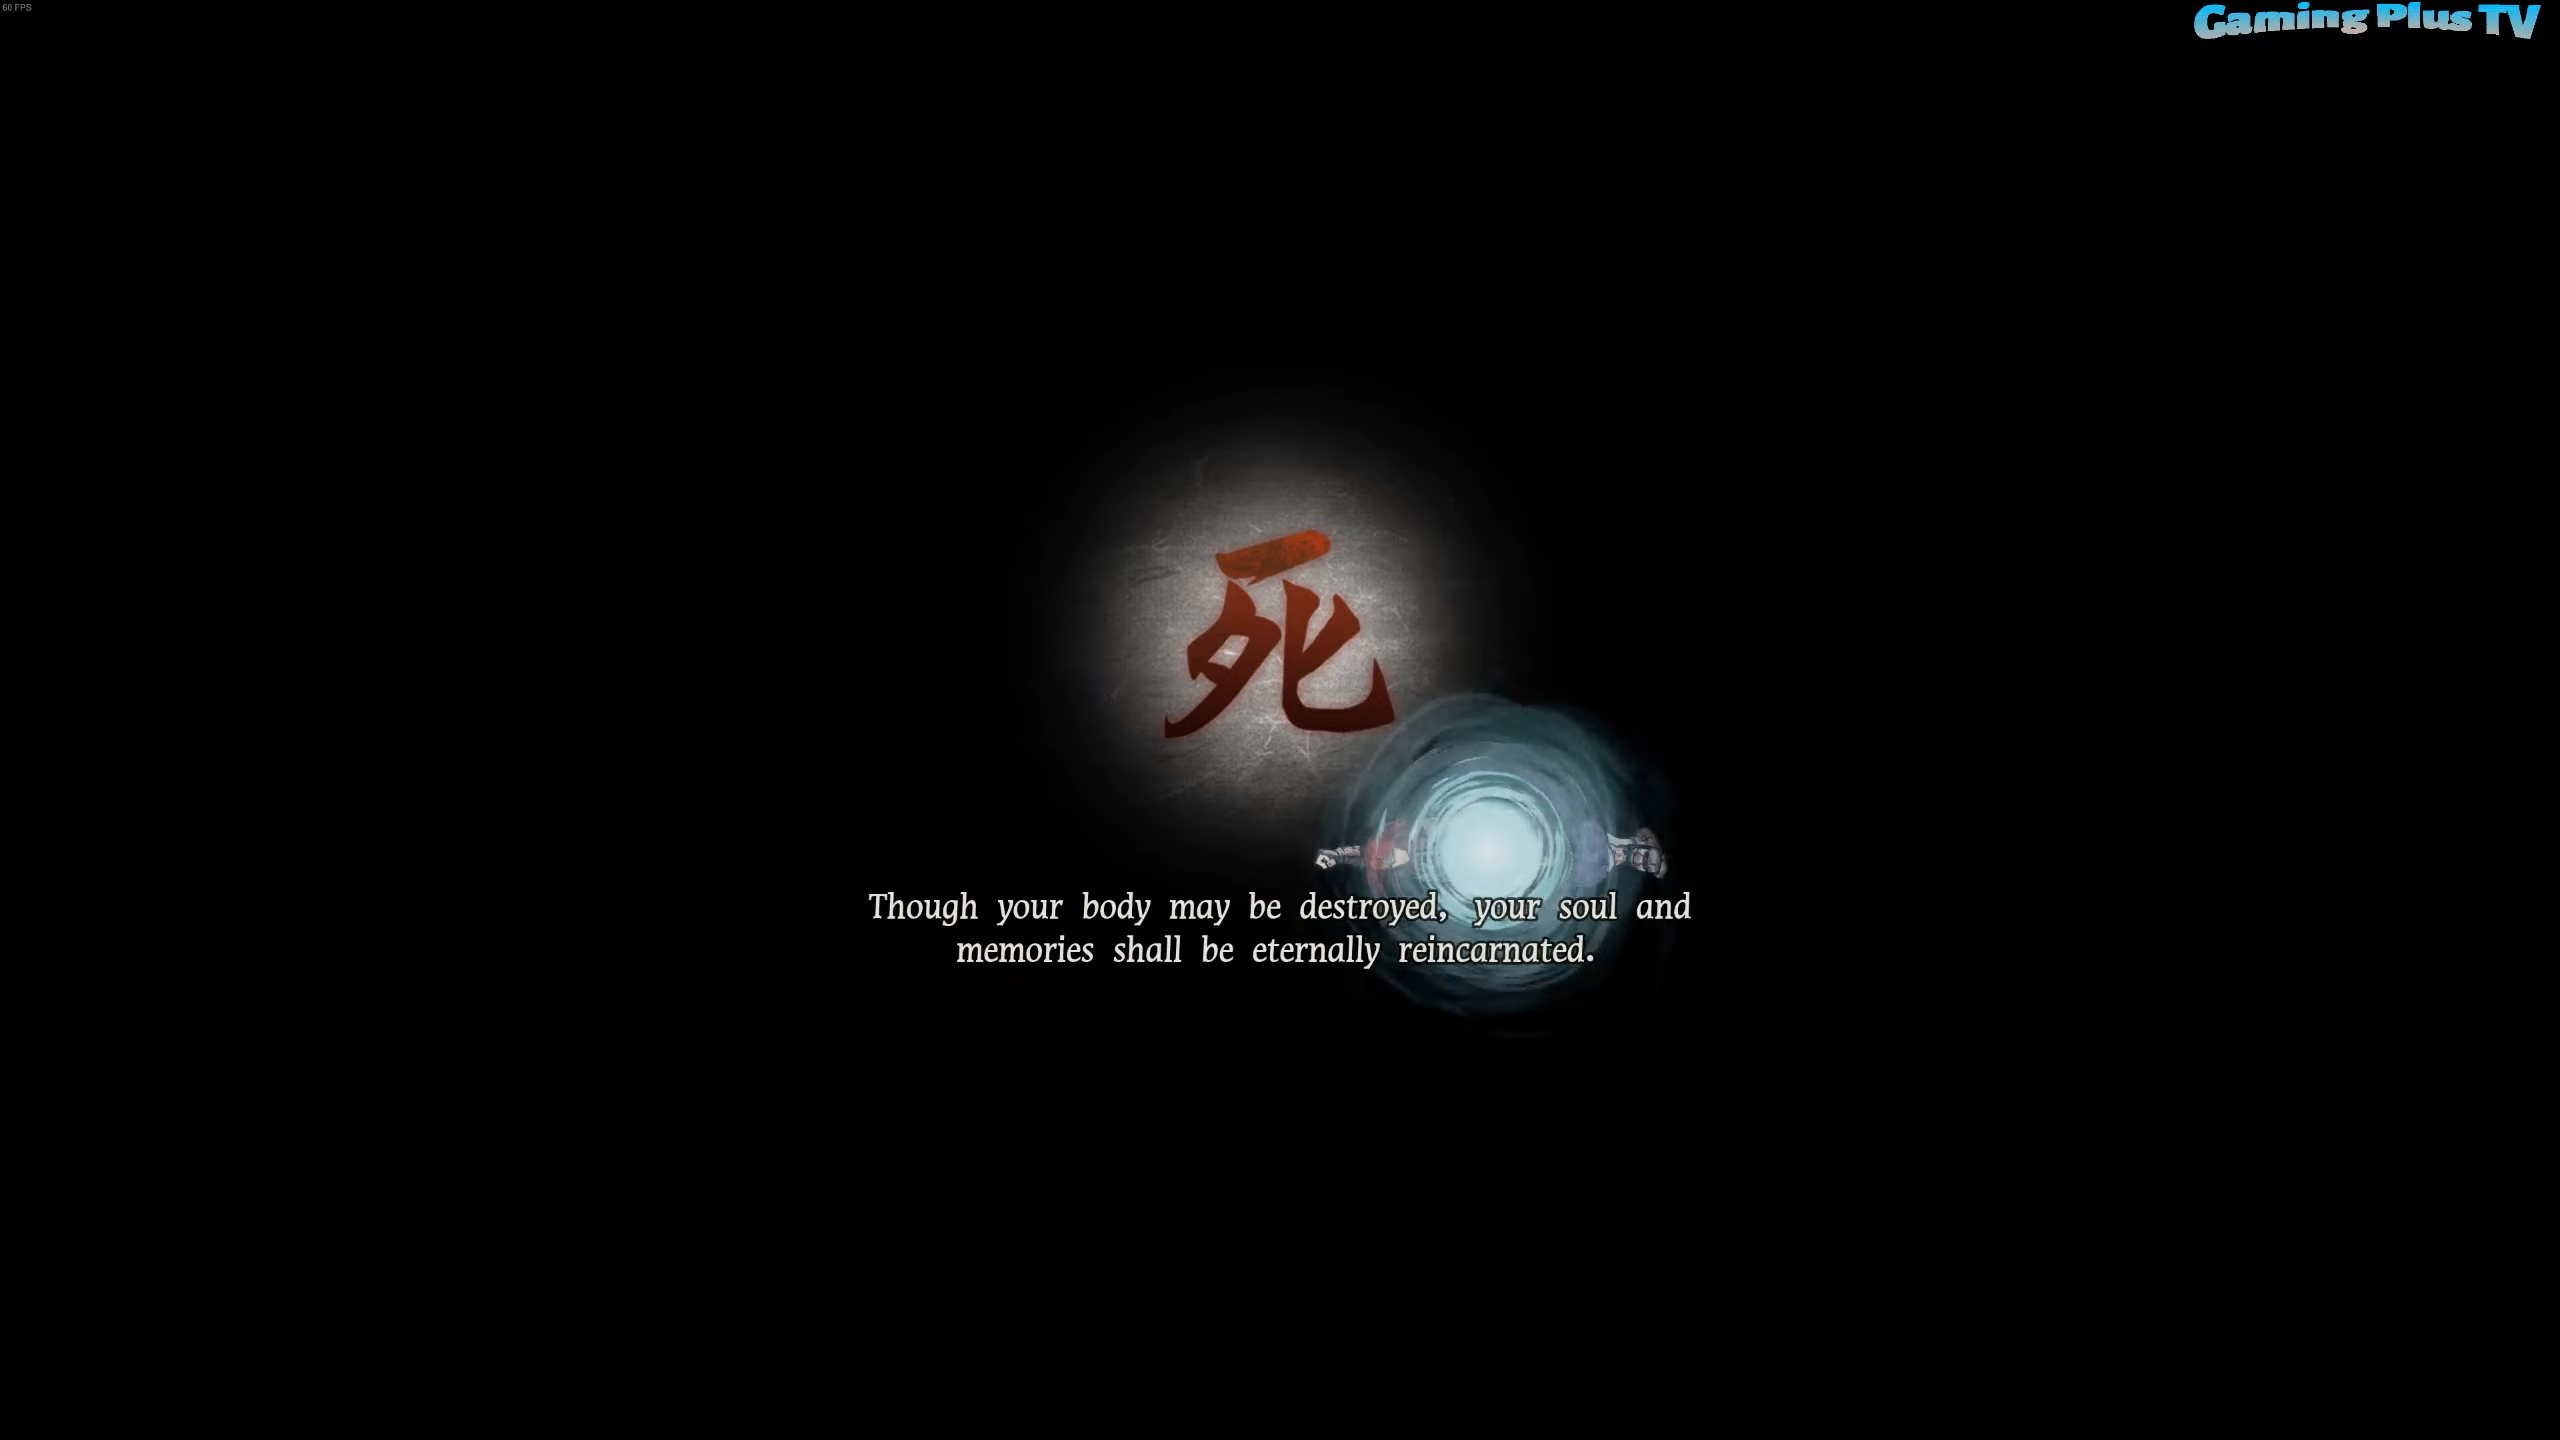 60 FPS
Gaming Plus TV
死
Though your body may be destroyed, your soul and
memories shall be eternally reincarnated.